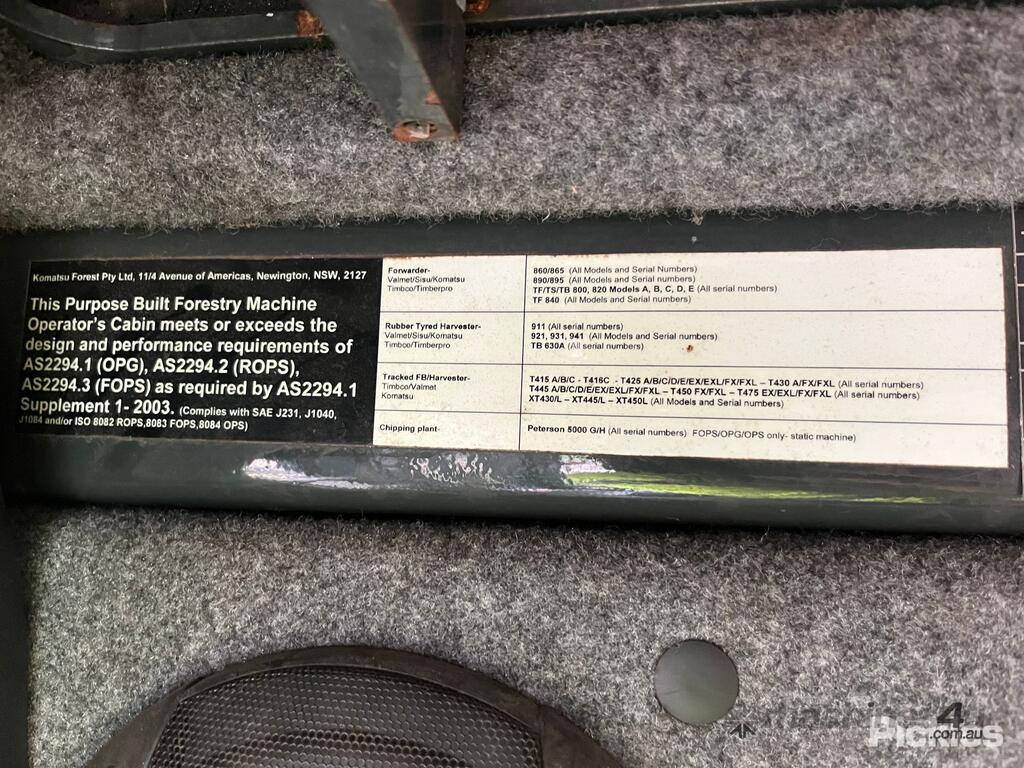 Komatsu Forest Pty Ltd, 11/4 Avenue of Americas, Newington, NSW, 2127
This Purpose Built Forestry Machine
Operator's Cabin meets or exceeds the
design and performance requirements of
AS2294.1 (OPG), AS2294.2 (ROPS),
AS2294.3 (FOPS) as required by AS2294.1
Supplement 1- 2003. (Complies with SAE J231, J1040,
J1084 and/or ISO 8082 ROPS,8083 FOPS,8084 OPS)
Forwarder-
Valmet/Sisu/Komatsu
Timbco/Timberpro
860/865 (All Models and Serial Numbers)
890/895 (All Models and Serial numbers)
TF/TS/TB 800, 820 Models A, B, C, D, E (All serial numbers)
TF 840 (All Models and Serial numbers)
Rubber Tyred Harvester-
Valmet/Sisu/Komatsu
Timbco/Timberpro
911 (All serial numbers)
921, 931, 941 (All Models and Serial numbers)
TB 630A (All serial numbers)
Tracked FB/Harvester-
Timbco/Valmet
Komatsu
T415 A/B/C - T416C - T425 A/B/C/D/E/EX/EXL/FX/FXL – T430 A/FX/FXL (All serial numbers)
T445 A/B/C/D/E/EX/EXL/FX/FXL – T450 FX/FXL – T475 EX/EXL/FX/FXL (All serial numbers)
XT430/L – XT445/L – XT450L (All Models and Serial numbers)
Chipping plant-
Peterson 5000 G/H (All serial numbers) FOPS/OPG/OPS only- static machine)
4
.com.au
Pickles